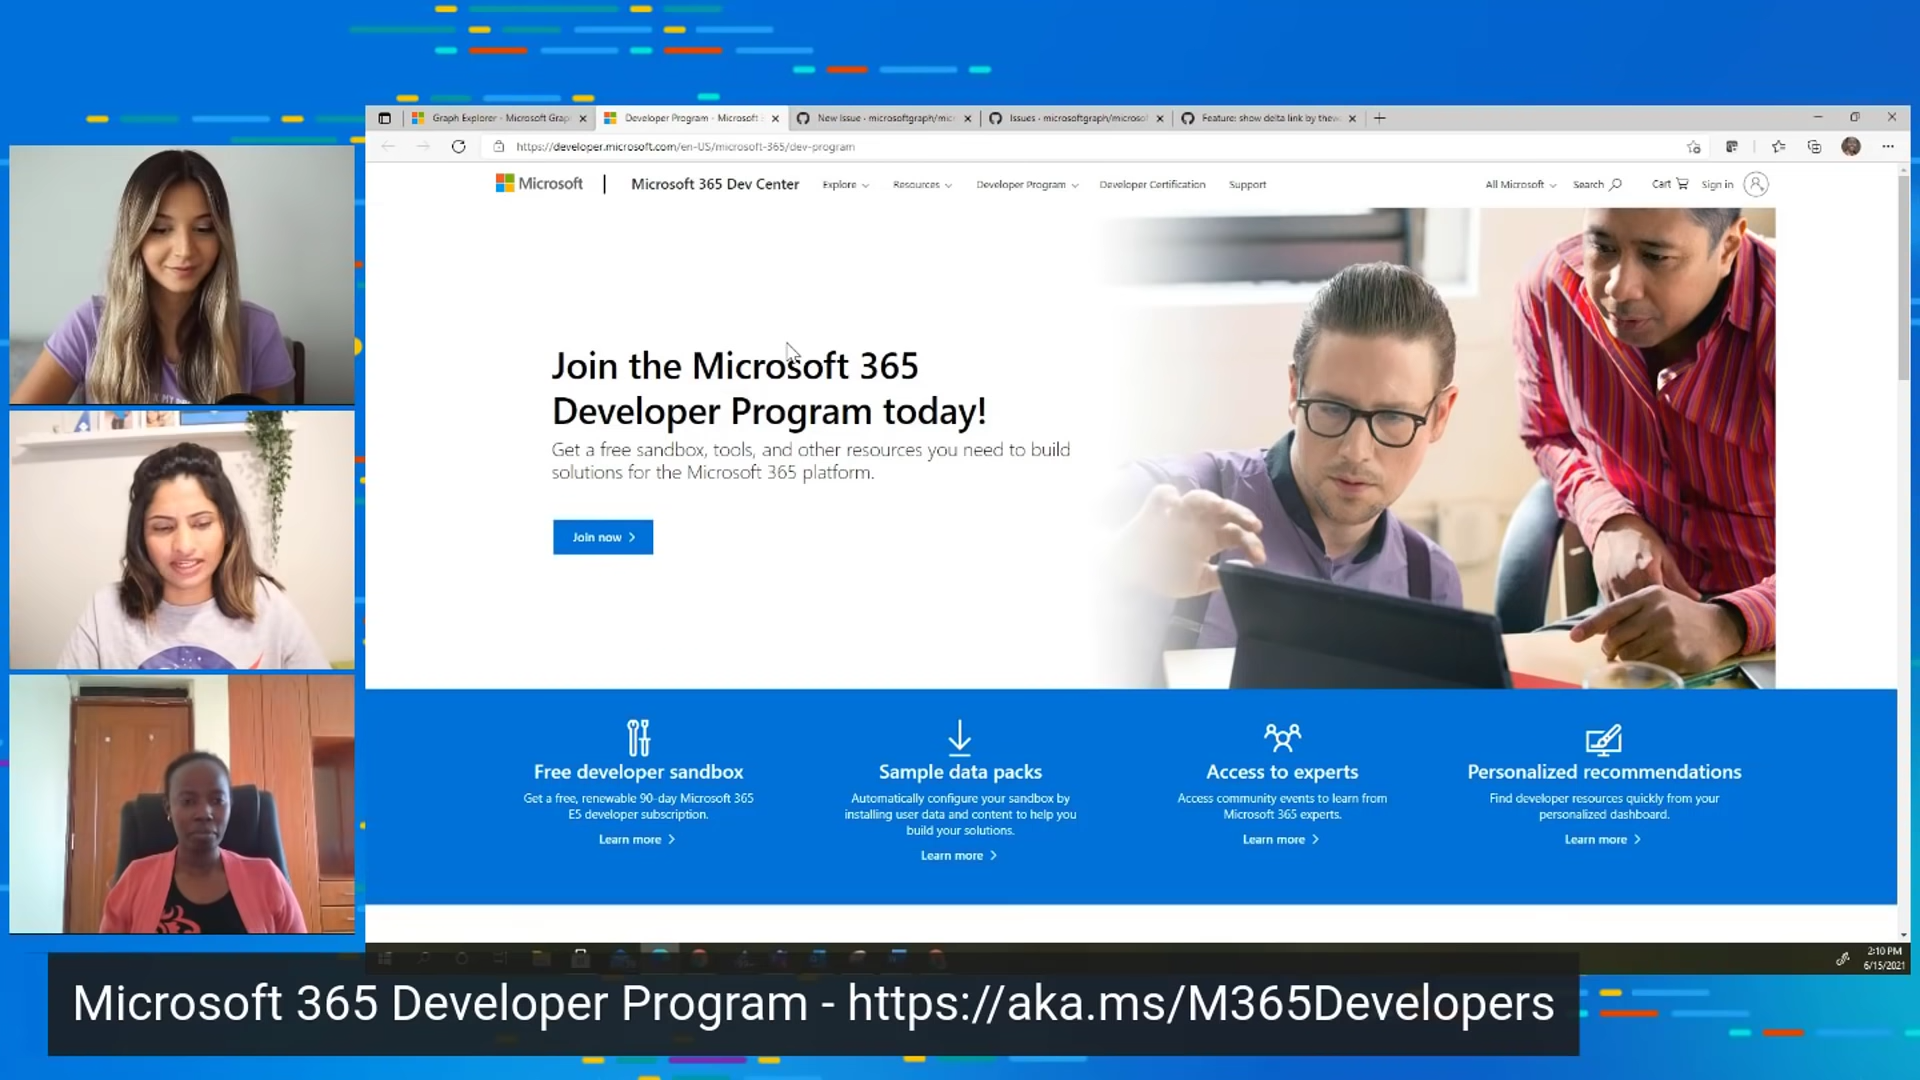 Graph Explorer - Microsoft Grap
Developer Program - Microsoft
New Issue · microsoftgraph/micr
Issues · microsoftgraph/microsof
Feature: show delta link by thew
https://developer.microsoft.com/en-US/microsoft-365/dev-program
Microsoft
Microsoft 365 Dev Center
Explore
Resources
Developer Program
Developer Certification
Support
All Microsoft
Search
Cart
Sign in
Join the Microsoft 365
Developer Program today!
Get a free sandbox, tools, and other resources you need to build
solutions for the Microsoft 365 platform.
Join now
Free developer sandbox
Get a free, renewable 90-day Microsoft 365
E5 developer subscription.
Learn more
Sample data packs
Automatically configure your sandbox by
installing user data and content to help you
build your solutions.
Learn more
Access to experts
Access community events to learn from
Microsoft 365 experts.
Learn more
Personalized recommendations
Find developer resources quickly from your
personalized dashboard.
Learn more
2:10 PM
6/15/2021
Microsoft 365 Developer Program - https://aka.ms/M365Developers